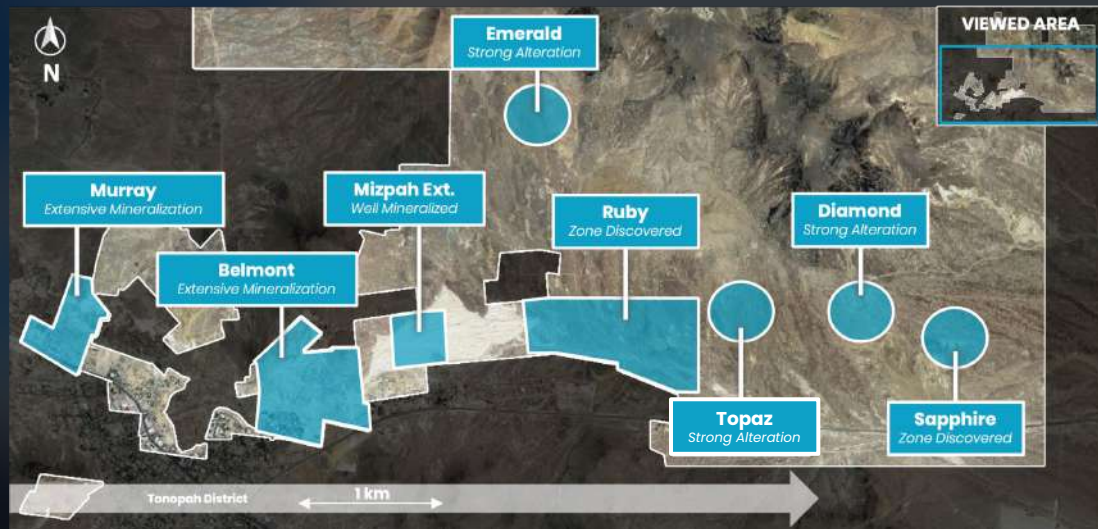 N
Emerald
Strong Alteration
VIEWED AREA
Murray
Extensive Mineralization
Mizpah Ext.
Well Mineralized
Ruby
Zone Discovered
Diamond
Strong Alteration
Belmont
Extensive Mineralization
Topaz
Strong Alteration
Sapphire
Zone Discovered
Tonopah District
1 km